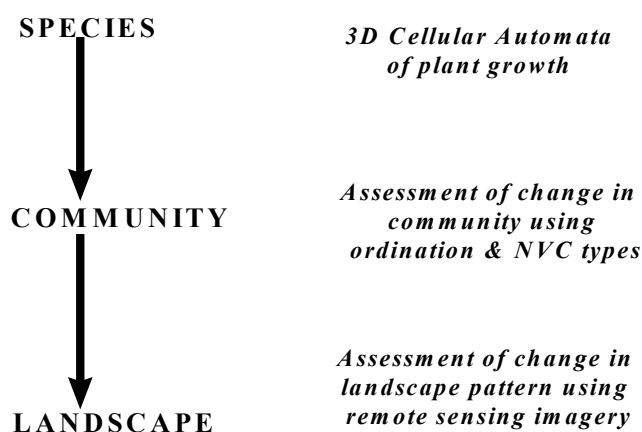 SPECIES
3D Cellular Automata
of plant growth
COMMUNITY
Assessment of change in
community using
ordination & NVC types
LANDSCAPE
Assessment of change in
landscape pattern using
remote sensing imagery